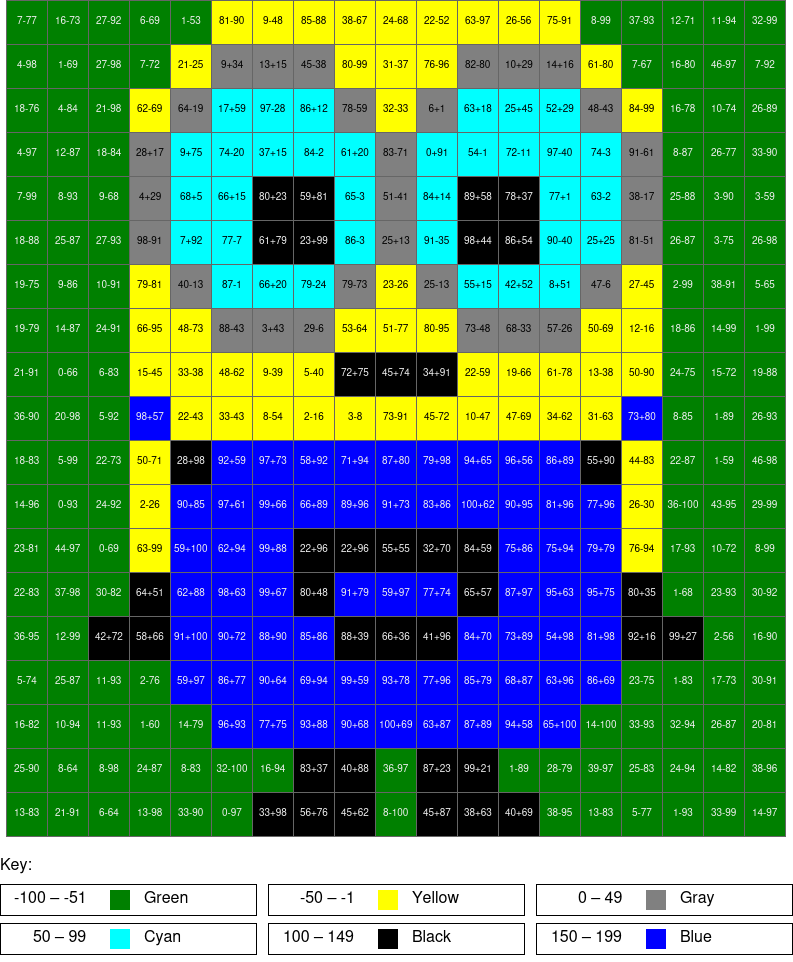 7-77 16-73 27-92 6-69 1-53 81-90 9-48 85-88 38-67 24-68 22-52 63-97 26-56 75-91 8-99 37-93 12-71 11-94 32-99
4-98 1-69 27-98 7-72 21-25 9+34 13+15 45-38 80-99 31-37 76-96 82-80 10+29 14+16 61-80 7-67 16-80 46-97 7-92
18-76 4-84 21-98 62-69 64-19 17+59 97-28 86+12 78-59 32-33 6+1 63+18 25+45 52+29 48-43 84-99 16-78 10-74 26-89
4-97 12-87 18-84 28+17 9+75 74-20 37+15 84-2 61+20 83-71 0+91 54-1 72-11 97-40 74-3 91-61 8-87 26-77 33-90
7-99 8-93 9-68 4+29 68+5 66+15 80+23 59+81 65-3 51-41 84+14 89+58 78+37 77+1 63-2 38-17 25-88 3-90 3-59
18-88 25-87 27-93 98-91 7+92 77-7 61+79 23+99 86-3 25+13 91-35 98+44 86+54 90-40 25+25 81-51 26-87 3-75 26-98
19-75 9-86 10-91 79-81 40-13 87-1 66+20 79-24 79-73 23-26 25-13 55+15 42+52 8+51 47-6 27-45 2-99 38-91 5-65
19-79 14-87 24-91 66-95 48-73 88-43 3+43 29-6 53-64 51-77 80-95 73-48 68-33 57-26 50-69 12-16 18-86 14-99 1-99
21-91 0-66 6-83 15-45 33-38 48-62 9-39 5-40 72+75 45+74 34+91 22-59 19-66 61-78 13-38 50-90 24-75 15-72 19-88
36-90 20-98 5-92 98+57 22-43 33-43 8-54 2-16 3-8 73-91 45-72 10-47 47-69 34-62 31-63 73+80 8-85 1-89 26-93
18-83 5-99 22-73 50-71 28+98 92+59 97+73 58+92 71+94 87+80 79+98 94+65 96+56 86+89 55+90 44-83 22-87 1-59 46-98
14-96 0-93 24-92 2-26 90+85 97+61 99+66 66+89 89+96 91+73 83+86 100+62 90+95 81+96 77+96 26-30 36-100 43-95 29-99
23-81 44-97 0-69 63-99 59+100 62+94 99+88 22+96 22+96 55+55 32+70 84+59 75+86 75+94 79+79 76-94 17-93 10-72 8-99
22-83 37-98 30-82 64+51 62+88 98+63 99+67 80+48 91+79 59+97 77+74 65+57 87+97 95+63 95+75 80+35 1-68 23-93 30-92
36-95 12-99 42+72 58+66 91+100 90+72 88+90 85+86 88+39 66+36 41+96 84+70 73+89 54+98 81+98 92+16 99+27 2-56 16-90
5-74 25-87 11-93 2-76 59+97 86+77 90+64 69+94 99+59 93+78 77+96 85+79 68+87 63+96 86+69 23-75 1-83 17-73 30-91
16-82 10-94 11-93 1-60 14-79 96+93 77+75 93+88 90+68 100+69 63+87 87+89 94+58 65+100 14-100 33-93 32-94 26-87 20-81
25-90 8-64 8-98 24-87 8-83 32-100 16-94 83+37 40+88 36-97 87+23 99+21 1-89 28-79 39-97 25-83 24-94 14-82 38-96
13-83 21-91 6-64 13-98 33-90 0-97 33+98 56+76 45+62 8-100 45+87 38+63 40+69 38-95 13-83 5-77 1-93 33-99 14-97
Key:
-100 – -51 Green -50 – -1 Yellow 0 – 49 Gray
50 – 99 Cyan 100 – 149 Black 150 – 199 Blue